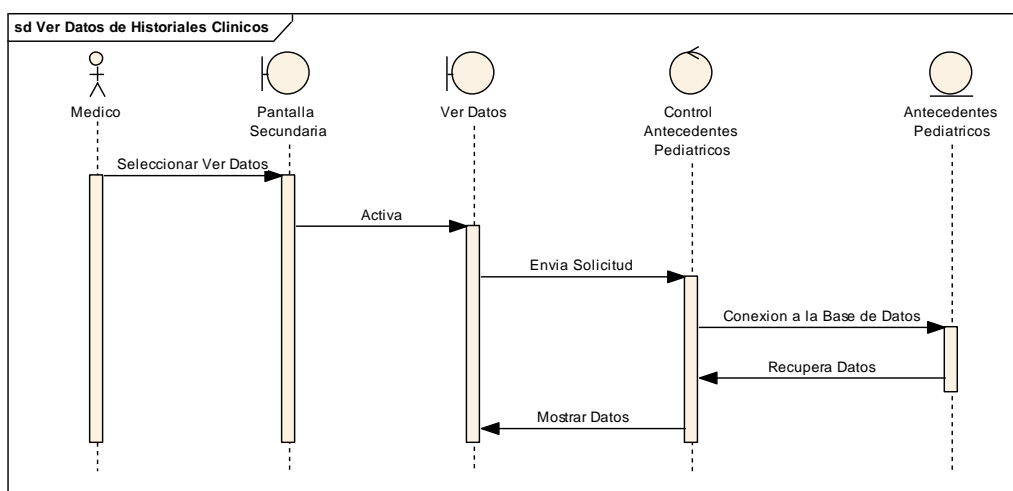 sd Ver Datos de Historiales Clinicos
Medico
Pantalla
Secundaria
Ver Datos
Control
Antecedentes
Pediatricos
Antecedentes
Pediatricos
Seleccionar Ver Datos
Activa
Envia Solicitud
Conexion a la Base de Datos
Recupera Datos
Mostrar Datos